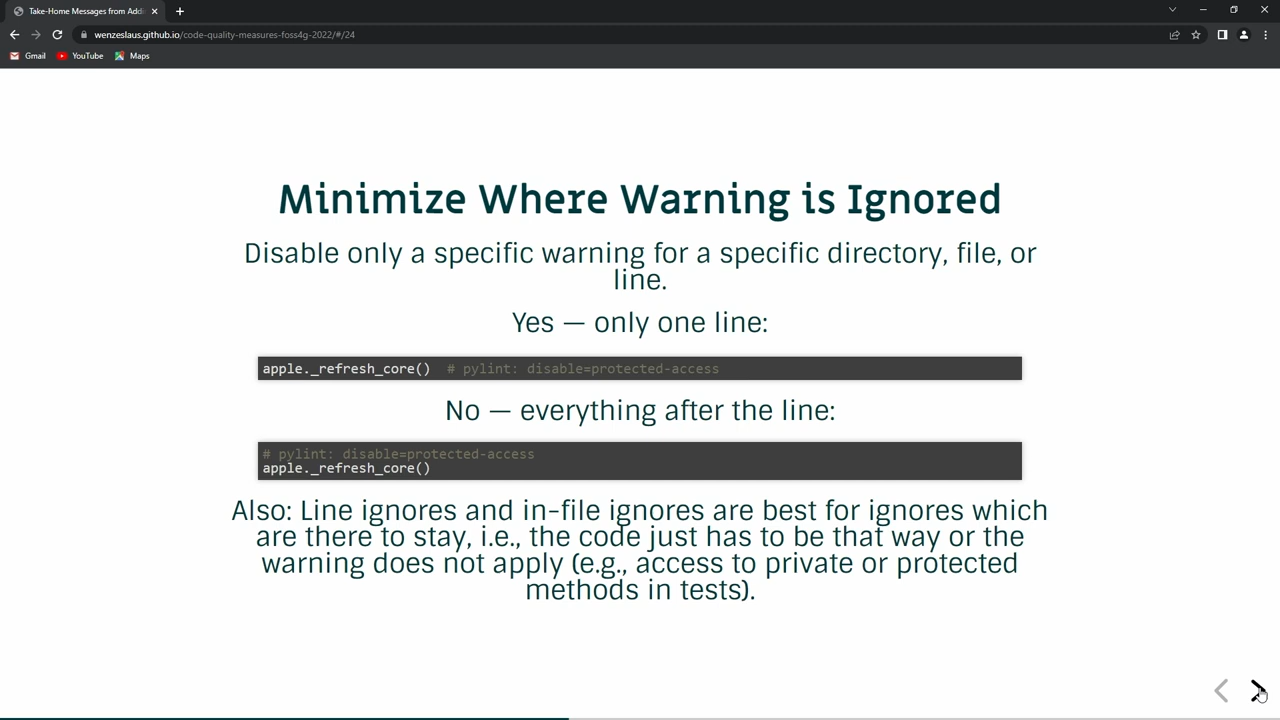 Take-Home Messages from Addi
wenzeslaus.github.io/code-quality-measures-foss4g-2022/#/24
Gmail YouTube Maps
Minimize Where Warning is Ignored
Disable only a specific warning for a specific directory, file, or
line.
Yes — only one line:
apple._refresh_core()  # pylint: disable=protected-access
No — everything after the line:
# pylint: disable=protected-access
apple._refresh_core()
Also: Line ignores and in-file ignores are best for ignores which
are there to stay, i.e., the code just has to be that way or the
warning does not apply (e.g., access to private or protected
methods in tests).